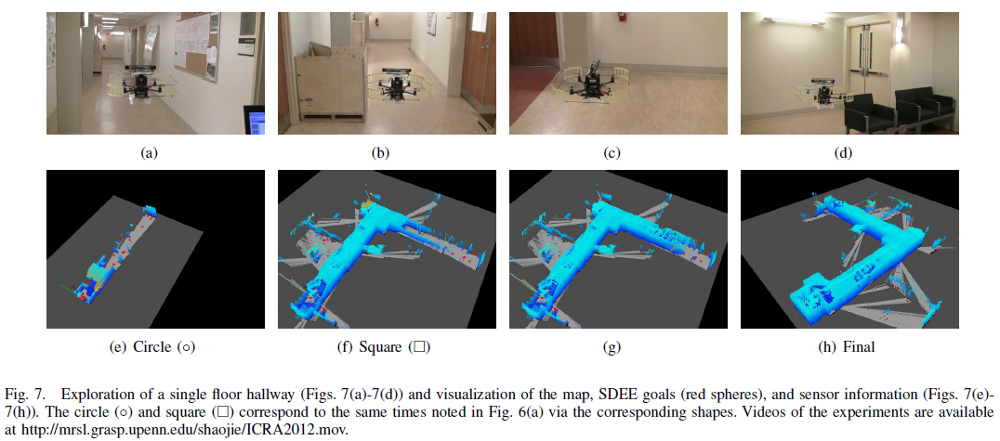 (a)
(b)
(c)
(d)
(e) Circle (○)
(f) Square (□)
(g)
(h) Final
Fig. 7. Exploration of a single floor hallway (Figs. 7(a)-7(d)) and visualization of the map, SDEE goals (red spheres), and sensor information (Figs. 7(e)-
7(h)). The circle (○) and square (□) correspond to the same times noted in Fig. 6(a) via the corresponding shapes. Videos of the experiments are available
at http://mrsl.grasp.upenn.edu/shaojie/ICRA2012.mov.